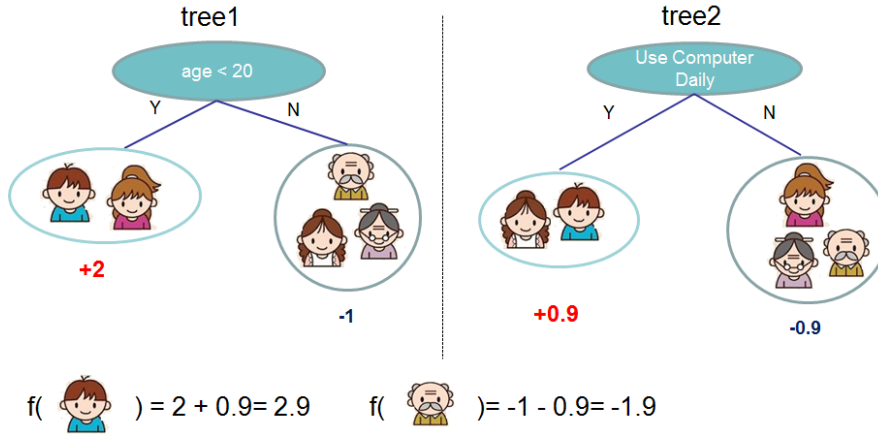 tree1
age < 20
Y
N
+2
-1
tree2
Use Computer
Daily
Y
N
+0.9
-0.9
f( ) = 2 + 0.9= 2.9
f( )= -1 - 0.9= -1.9